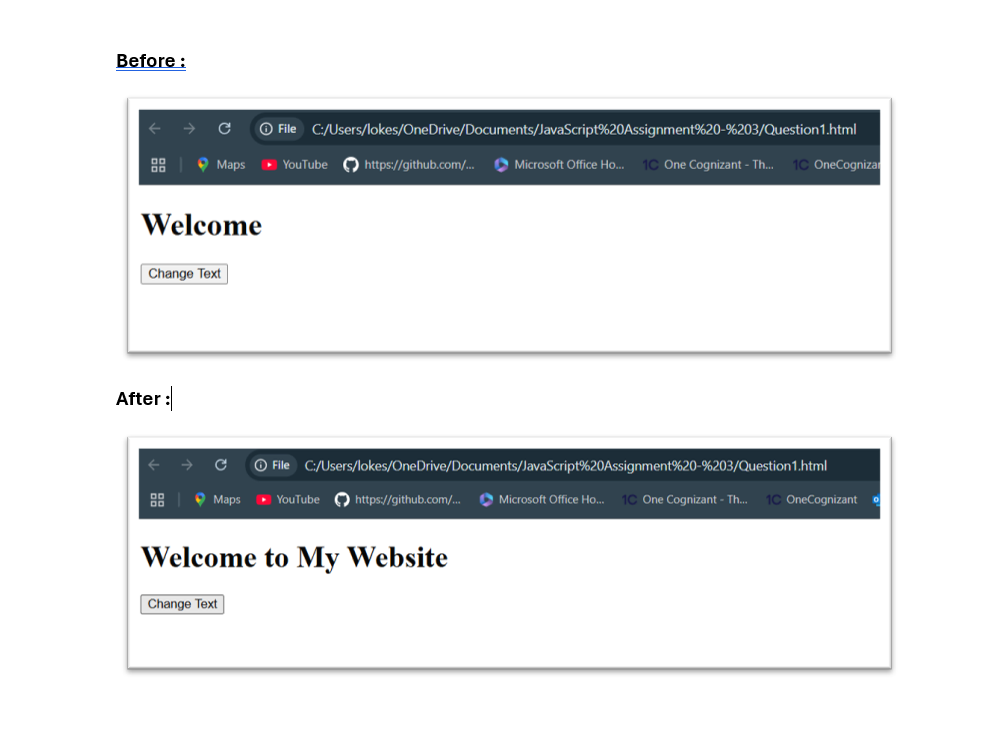 Before :
File C:/Users/lokes/OneDrive/Documents/JavaScript%20Assignment%20-%203/Question1.html
Maps YouTube https://github.com/... Microsoft Office Ho... 1C One Cognizant - Th... 1C OneCognizar
Welcome
Change Text
After :
File C:/Users/lokes/OneDrive/Documents/JavaScript%20Assignment%20-%203/Question1.html
Maps YouTube https://github.com/... Microsoft Office Ho... 1C One Cognizant - Th... 1C OneCognizant
Welcome to My Website
Change Text